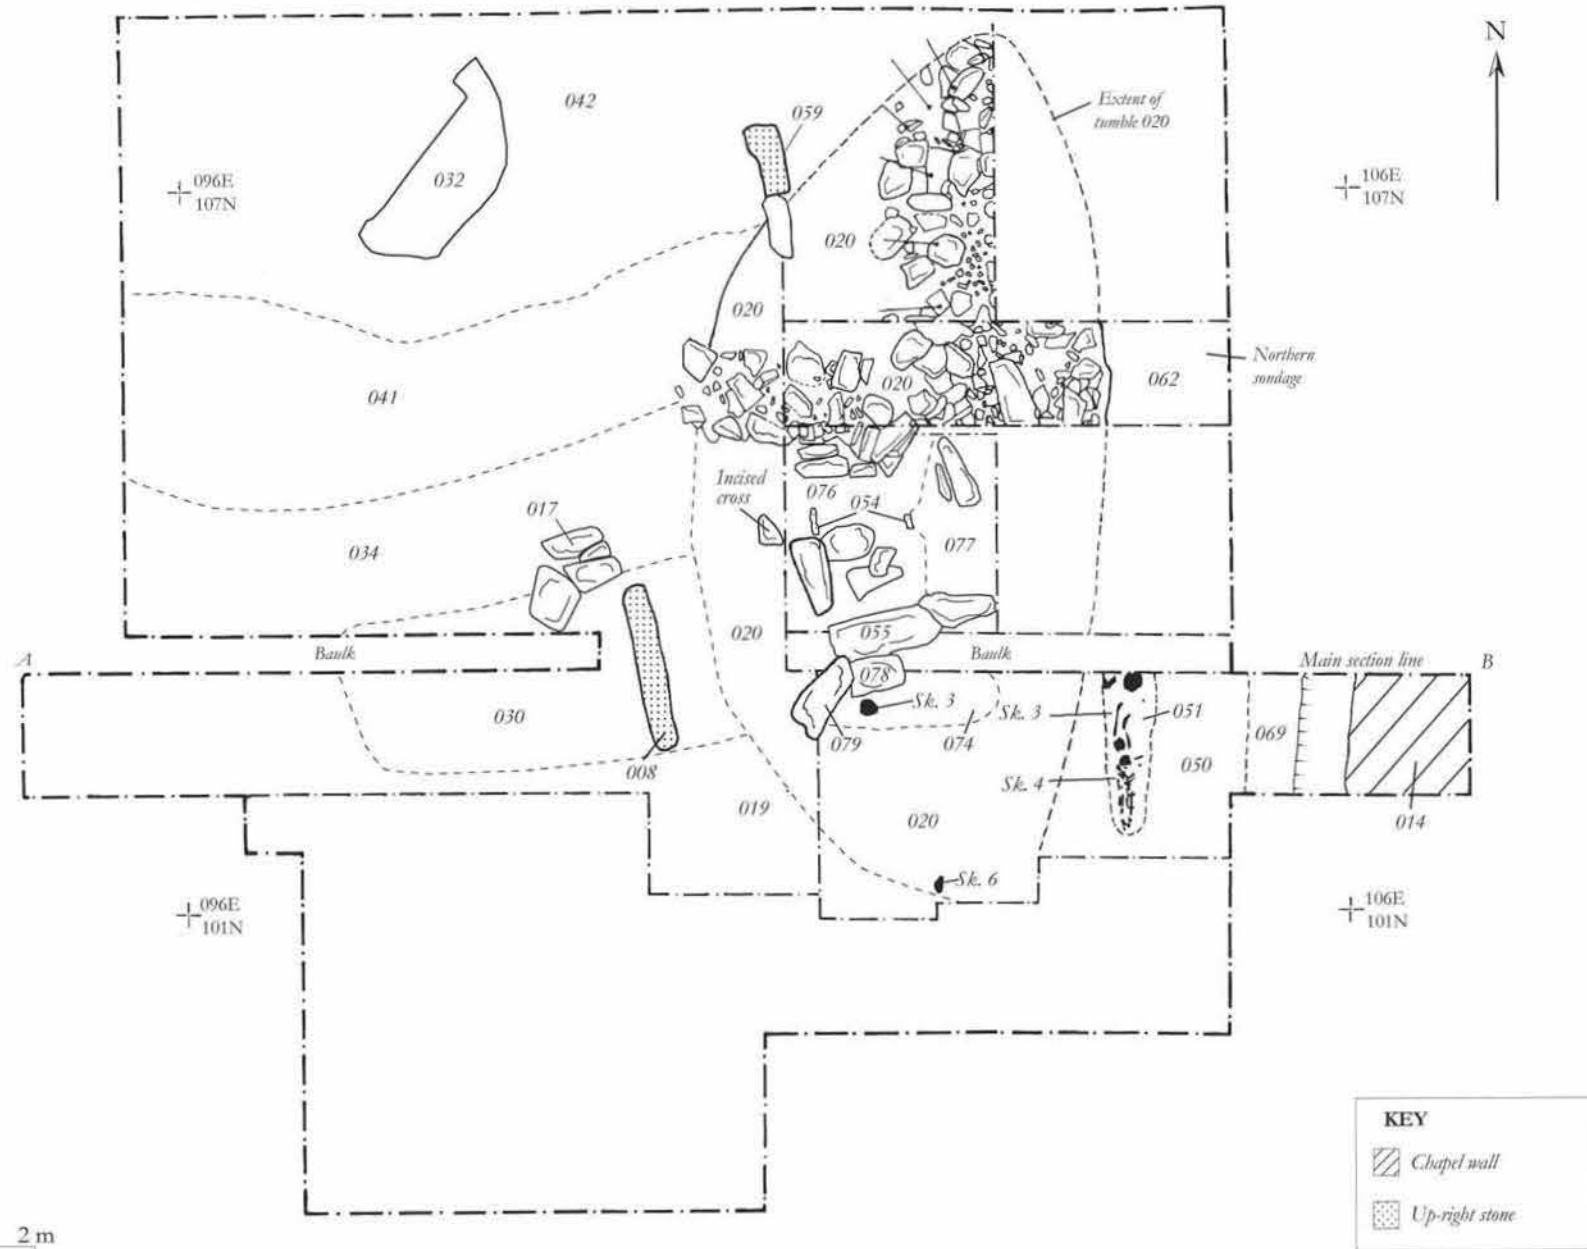 N
042
059
Extent of
tumble 020
096E
107N
032
106E
107N
020
020
Northern
sondage
020
062
041
Incised
cross
076
054
017
077
034
020
055
A
Baulk
Baulk
Main section line
B
078
Sk. 3
Sk. 3
051
030
079
074
069
008
Sk. 4
050
019
020
014
Sk. 6
096E
101N
106E
101N
KEY
Chapel wall
Up-right stone
2 m